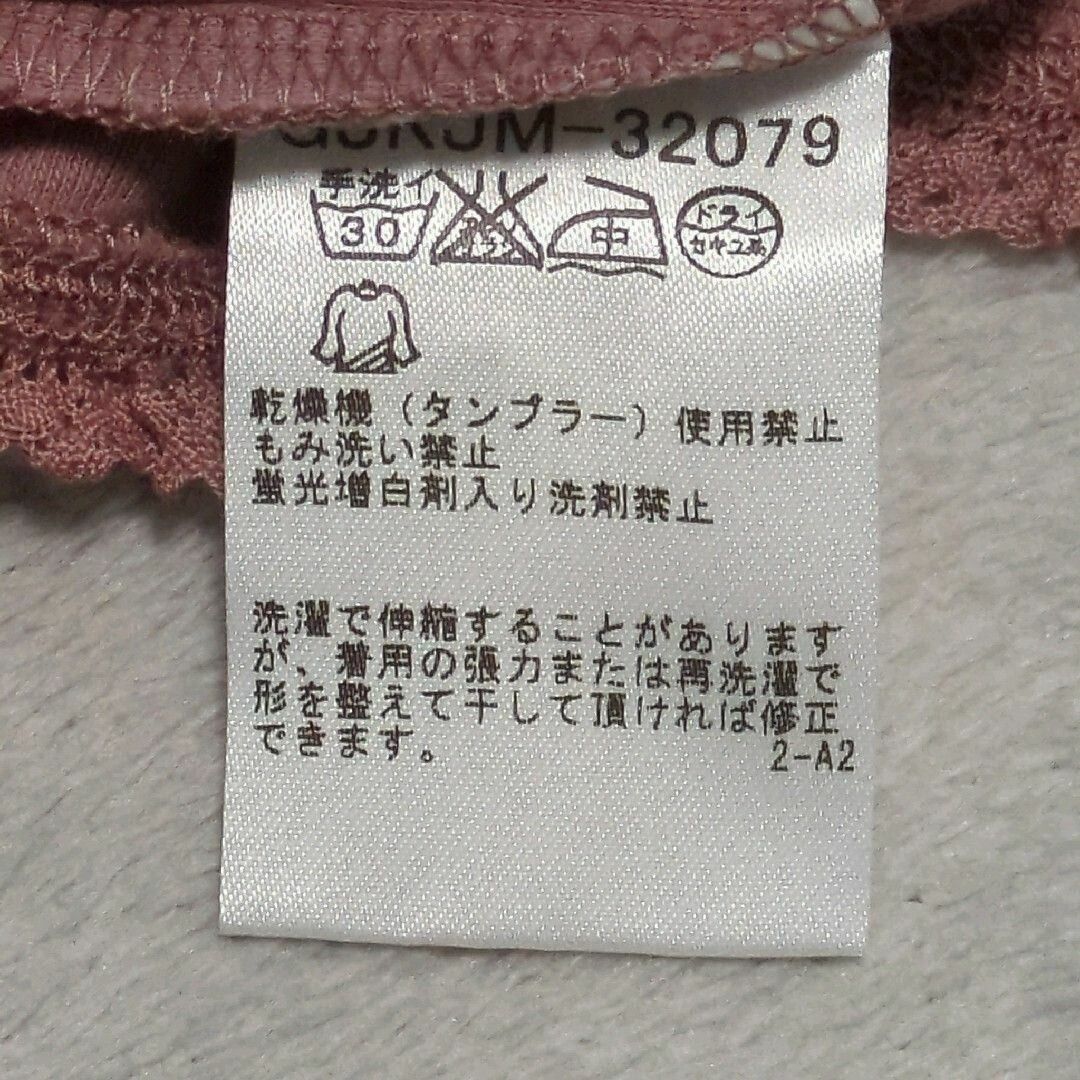 -32079
手洗イ
30
中
ドライ
セキユ系
乾燥機（タンブラー）使用禁止
もみ洗い禁止
蛍光増白剤入り洗剤禁止
洗濯で伸縮することがあります
が、着用の張力または再洗濯で
形を整えて干して頂ければ修正
できます。
2-A2